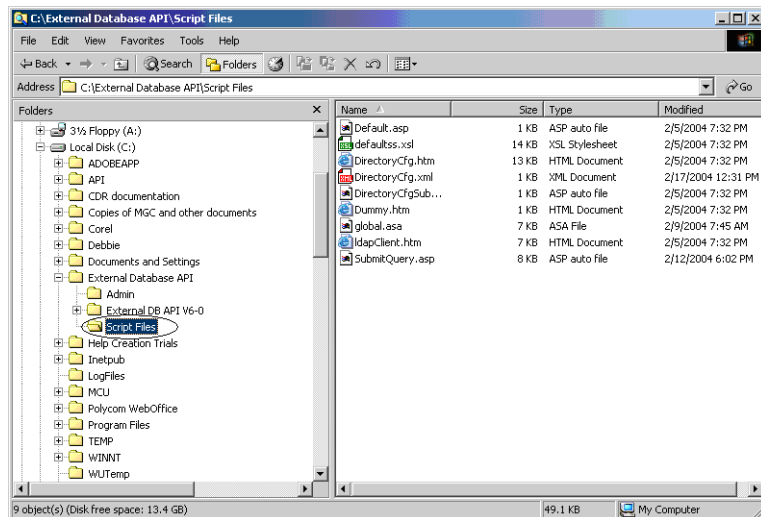 C:\External Database API\Script Files
File Edit View Favorites Tools Help
Back Search Folders
Address C:\External Database API\Script Files Go
Folders
3½ Floppy (A:)
Local Disk (C:)
ADOBEAPP
API
CDR documentation
Copies of MGC and other documents
Corel
Debbie
Documents and Settings
External Database API
Admin
External DB API V6-0
Script Files
Help Creation Trials
Inetpub
LogFiles
MCU
Polycom WebOffice
Program Files
TEMP
WINNT
WUTemp
Name Size Type Modified
Default.asp 1 KB ASP auto file 2/5/2004 7:32 PM
defaultss.xsl 14 KB XSL Stylesheet 2/5/2004 7:32 PM
DirectoryCfg.htm 13 KB HTML Document 2/5/2004 7:32 PM
DirectoryCfg.xml 1 KB XML Document 2/17/2004 12:31 PM
DirectoryCfgSub... 1 KB ASP auto file 2/5/2004 7:32 PM
Dummy.htm 1 KB HTML Document 2/5/2004 7:32 PM
global.asa 7 KB ASA File 2/9/2004 7:45 AM
ldapClient.htm 7 KB HTML Document 2/5/2004 7:32 PM
SubmitQuery.asp 8 KB ASP auto file 2/12/2004 6:02 PM
9 object(s) (Disk free space: 13.4 GB) 49.1 KB My Computer